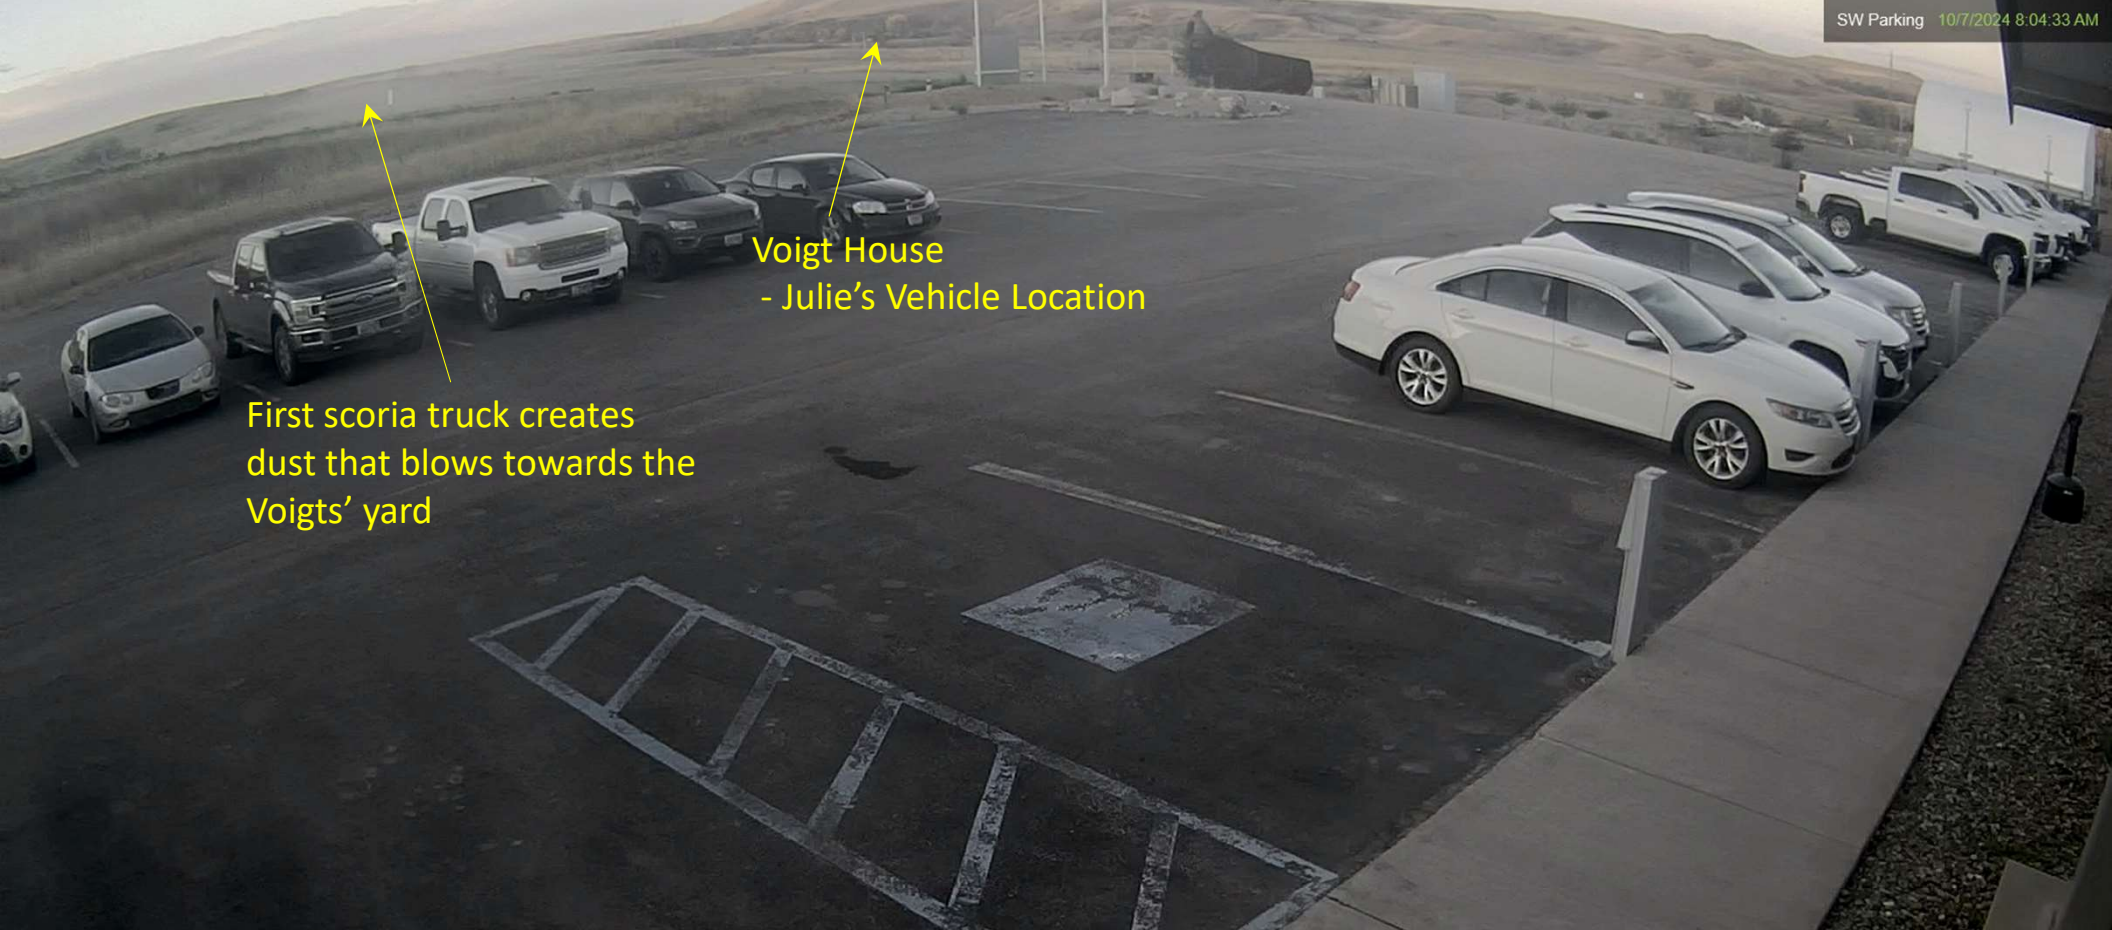 SW Parking 10/7/2024 8:04:33 AM
Voigt House
- Julie’s Vehicle Location
First scoria truck creates
dust that blows towards the
Voigts’ yard